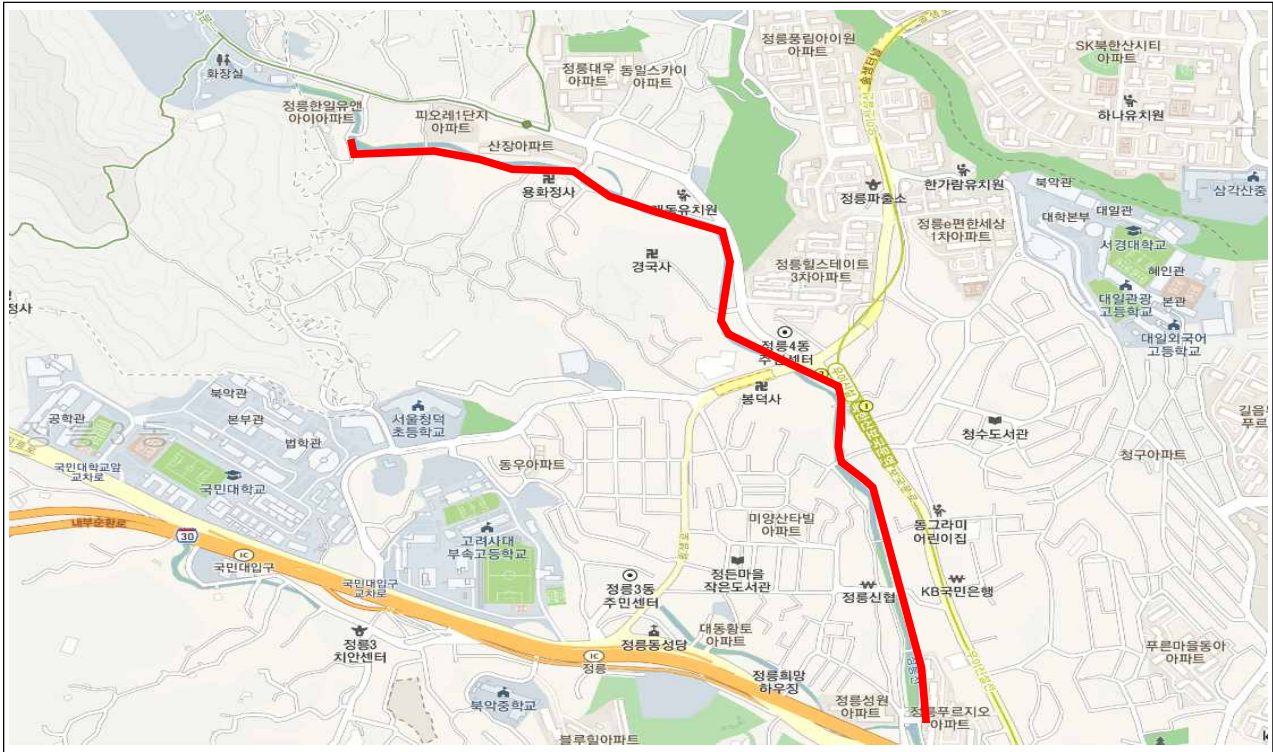 정릉풍림아이원
아파트
솔샘터널
SK북한산시티
아파트
화장실
정릉대우
아파트
동일스카이
아파트
정릉한일유앤
아이아파트
피오레1단지
아파트
산장아파트
하나유치원
용화정사
정릉파출소
한가람유치원
북악관
삼각산중
대학본부
대일관
서경대학교
정릉e편한세상
1차아파트
혜인관
경국사
정릉힐스테이트
3차아파트
대일관광
고등학교
본관
정사
대일외국어
고등학교
정릉4동
주민센터
봉덕사
북악관
본부관
공학관
법학관
서울청덕
초등학교
청수도서관
길음뉴
푸르
청구아파트
국민대학교앞
교차로
국민대학교
동우아파트
미양산타빌
아파트
동그라미
어린이집
내부순환로
30
IC
국민대입구
고려사대
부속고등학교
국민대입구
교차로
솔샘로
정릉3동
주민센터
정든마을
작은도서관
정릉신협
KB국민은행
정릉3
치안센터
정릉동성당
대동황토
아파트
IC
정릉
푸른마을동아
아파트
정릉희망
하우징
북악중학교
정릉성원
아파트
정릉푸르지오
아파트
블루힐아파트